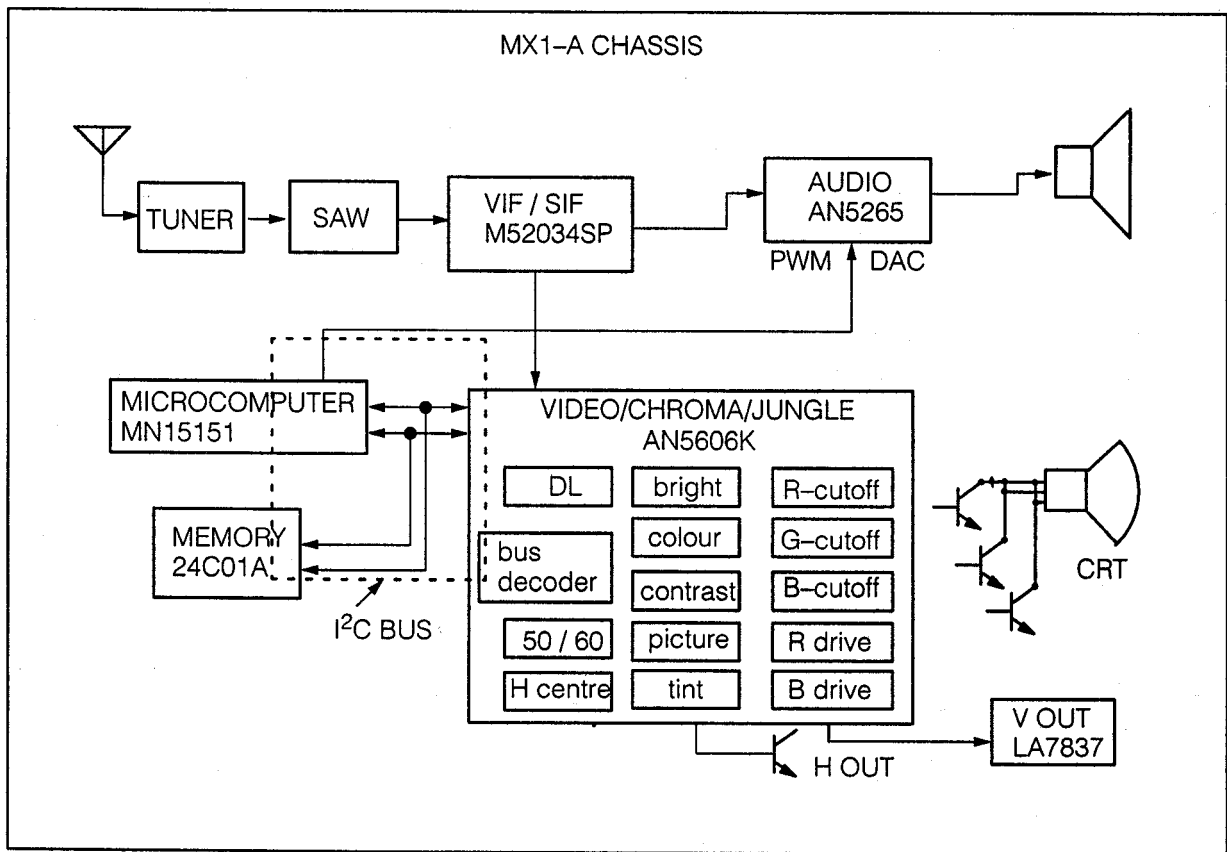 MX1–A CHASSIS
TUNER
SAW
VIF / SIF
M52034SP
AUDIO
AN5265
PWM DAC
MICROCOMPUTER
MN15151
MEMORY
24C01A
I²C BUS
VIDEO/CHROMA/JUNGLE
AN5606K
DL
bright
R–cutoff
bus
decoder
colour
G–cutoff
contrast
B–cutoff
50 / 60
picture
R drive
H centre
tint
B drive
CRT
H OUT
V OUT
LA7837